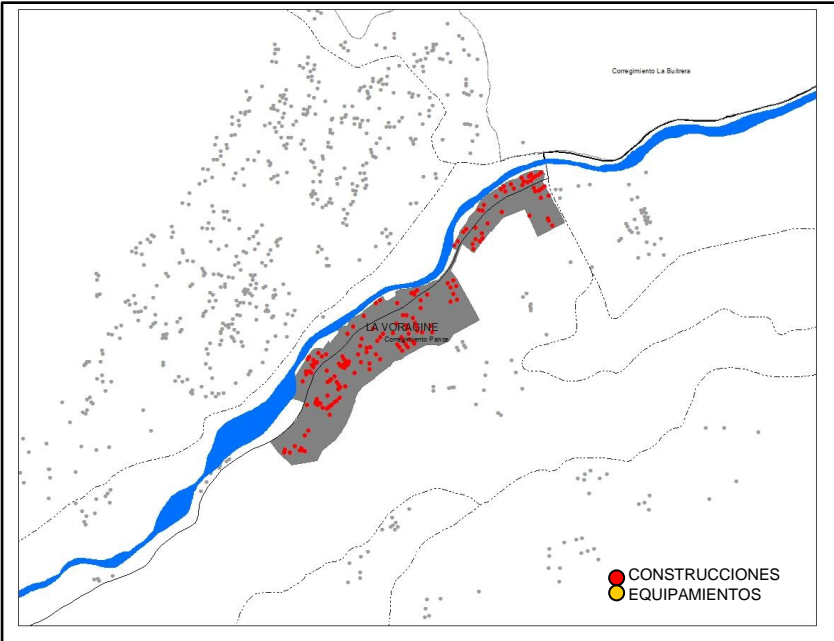 Corregimiento La Buitrera
LA VORAGINE
Corregimiento Pance
CONSTRUCCIONES
EQUIPAMIENTOS